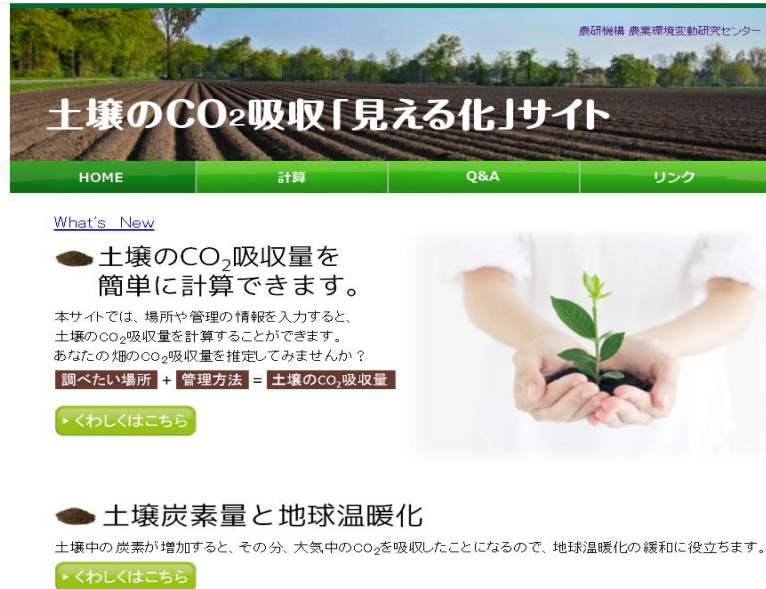 農研機構 農業環境変動研究センター
土壌のCO2吸収「見える化」サイト
HOME 計算 Q&A リンク
What's New
土壌のCO2吸収量を
簡単に計算できます。
本サイトでは、場所や管理の情報を入力すると、
土壌のCO2吸収量を計算することができます。
あなたの畑のCO2吸収量を推定してみませんか？
調べたい場所 + 管理方法 = 土壌のCO2吸収量
くわしくはこちら
土壌炭素量と地球温暖化
土壌中の炭素が増加すると、その分、大気中のCO2を吸収したことになるので、地球温暖化の緩和に役立ちます。
くわしくはこちら